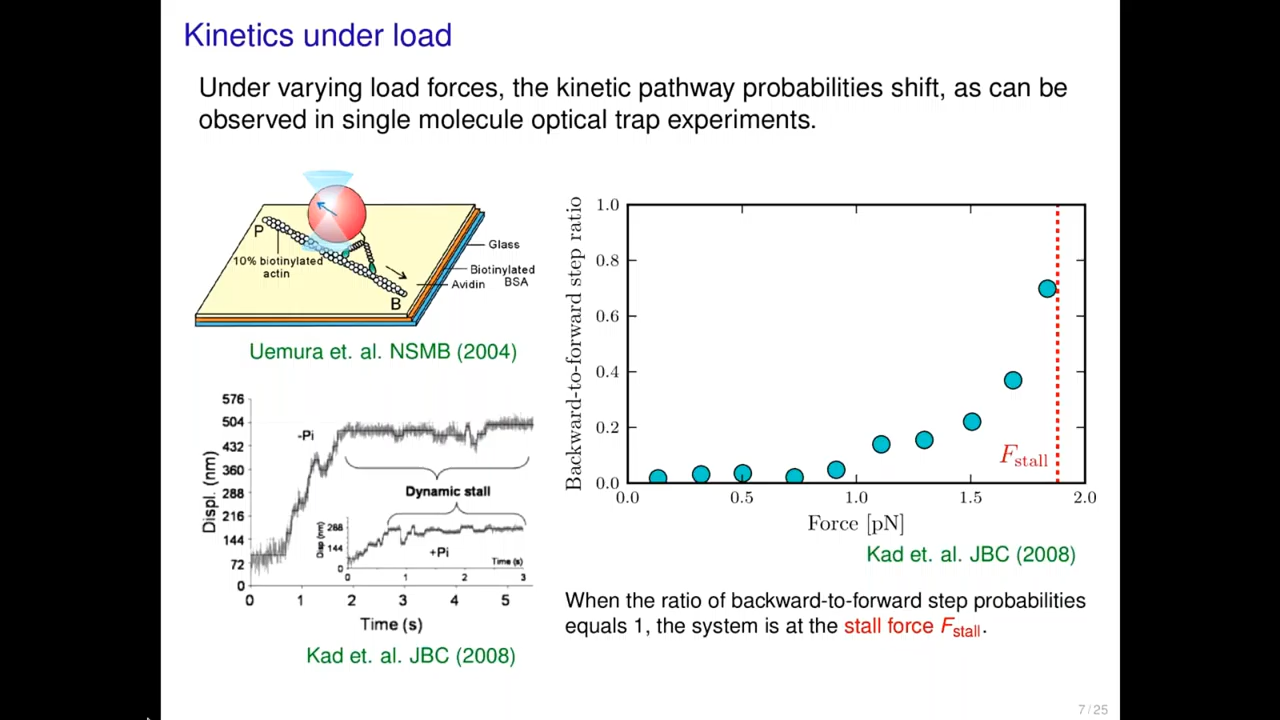 Kinetics under load
Under varying load forces, the kinetic pathway probabilities shift, as can be
observed in single molecule optical trap experiments.
P
10% biotinylated
actin
B
Glass
Biotinylated
BSA
Avidin
Uemura et. al. NSMB (2004)
576
504
432
360
288
216
144
72
0
Displ. (nm)
-Pi
Dynamic stall
Disp (nm)
288
144
0
+Pi
Time (s)
0 1 2 3
0 1 2 3 4 5
Time (s)
Kad et. al. JBC (2008)
Backward-to-forward step ratio
1.0
0.8
0.6
0.4
0.2
0.0
Fstall
0.0 0.5 1.0 1.5 2.0
Force [pN]
Kad et. al. JBC (2008)
When the ratio of backward-to-forward step probabilities
equals 1, the system is at the stall force Fstall.
7 / 25